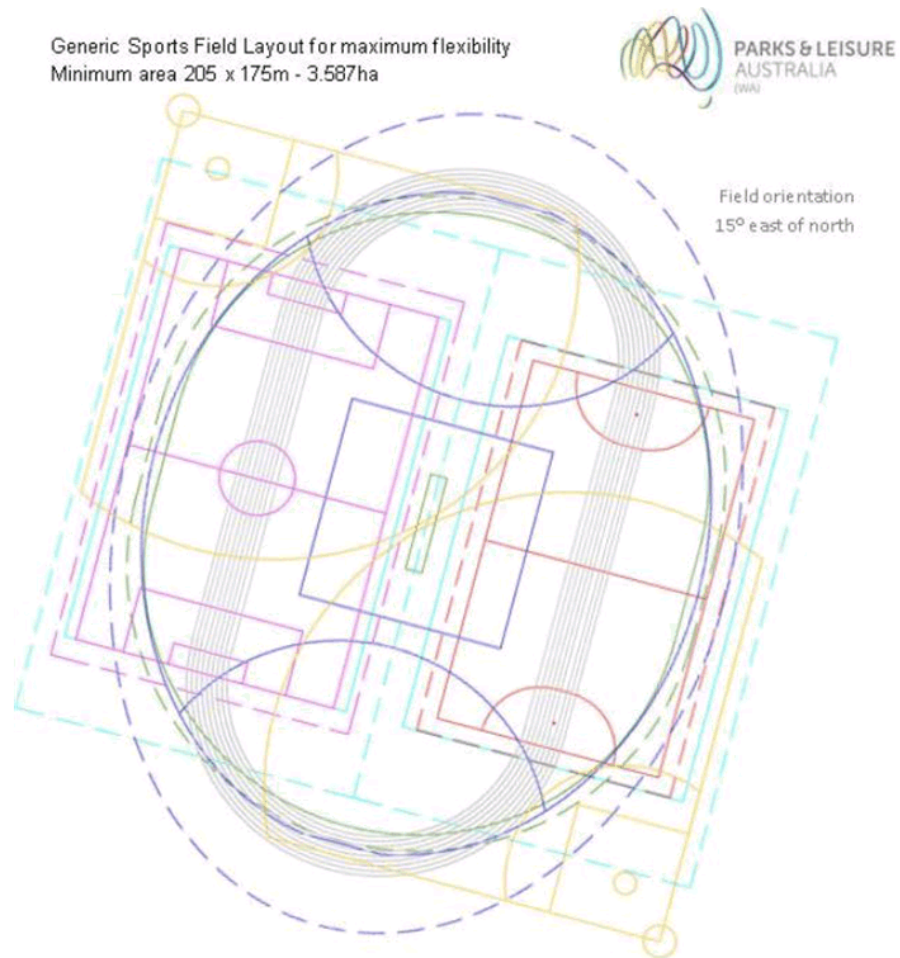 Generic Sports Field Layout for maximum flexibility
Minimum area 205 x 175m - 3.587ha
PARKS & LEISURE
AUSTRALIA
(WA)
Field orientation
15º east of north